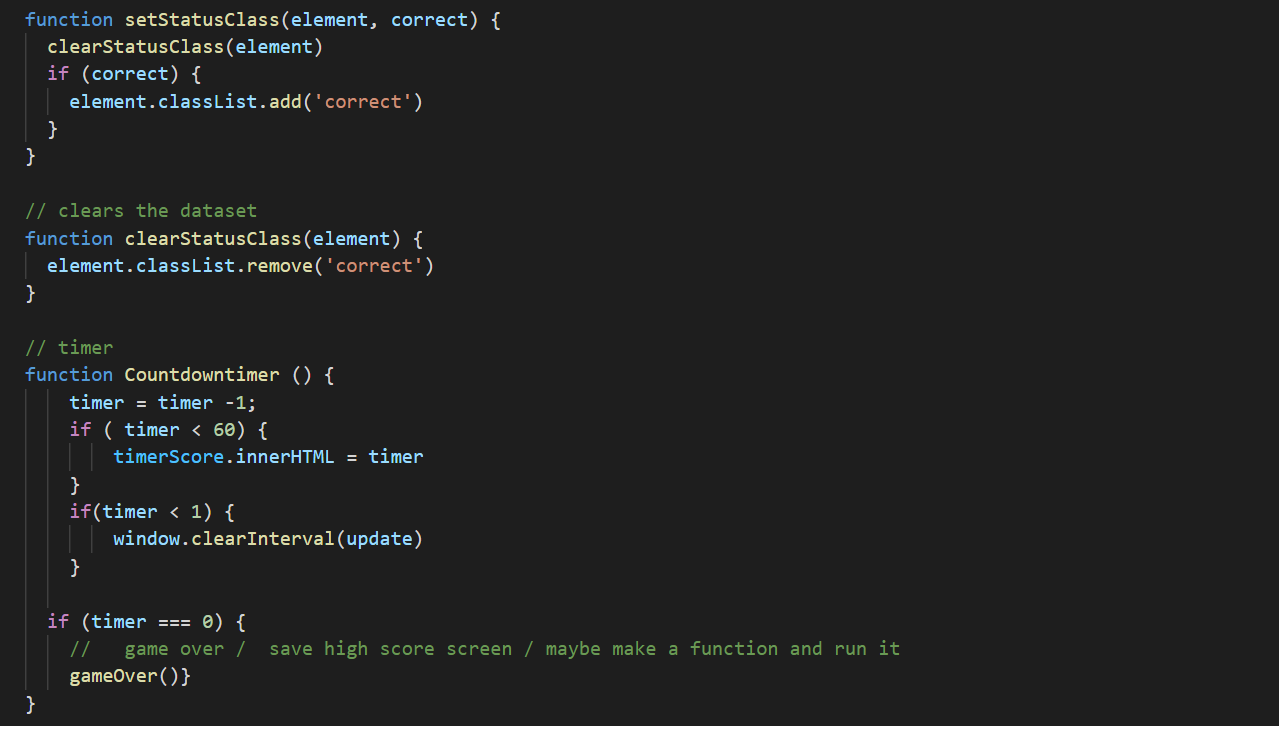 function setStatusClass(element, correct) {
  clearStatusClass(element)
  if (correct) {
    element.classList.add('correct')
  }
}

// clears the dataset
function clearStatusClass(element) {
  element.classList.remove('correct')
}

// timer
function Countdowntimer () {
    timer = timer -1;
    if ( timer < 60) {
        timerScore.innerHTML = timer
    }
    if(timer < 1) {
        window.clearInterval(update)
    }

  if (timer === 0) {
    //   game over /  save high score screen / maybe make a function and run it
    gameOver()}
}